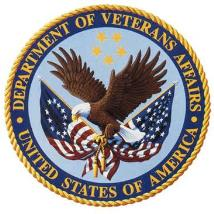 DEPARTMENT OF VETERANS AFFAIRS
UNITED STATES OF AMERICA